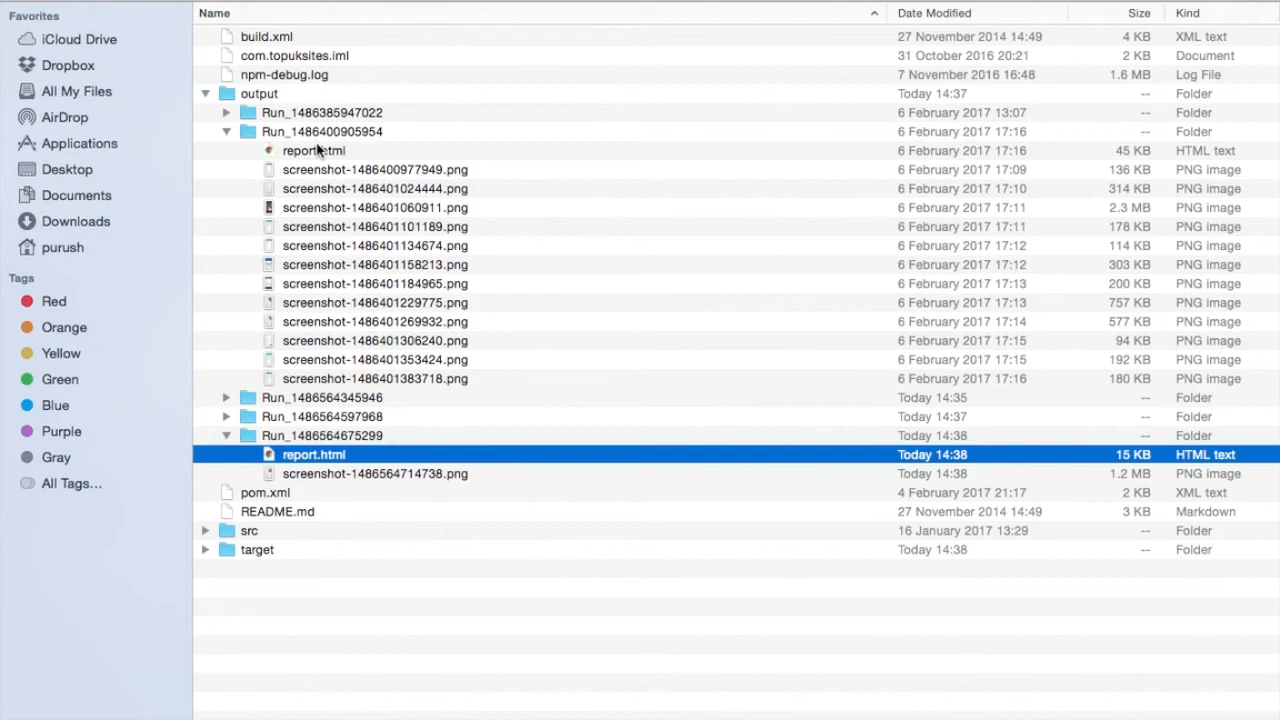 Favorites
iCloud Drive
Dropbox
All My Files
AirDrop
Applications
Desktop
Documents
Downloads
purush
Tags
Red
Orange
Yellow
Green
Blue
Purple
Gray
All Tags...
Name Date Modified Size Kind
build.xml 27 November 2014 14:49 4 KB XML text
com.topuksites.iml 31 October 2016 20:21 2 KB Document
npm-debug.log 7 November 2016 16:48 1.6 MB Log File
output Today 14:37 -- Folder
Run_1486385947022 6 February 2017 13:07 -- Folder
Run_1486400905954 6 February 2017 17:16 -- Folder
report.html 6 February 2017 17:16 45 KB HTML text
screenshot-1486400977949.png 6 February 2017 17:09 136 KB PNG image
screenshot-1486401024444.png 6 February 2017 17:10 314 KB PNG image
screenshot-1486401060911.png 6 February 2017 17:11 2.3 MB PNG image
screenshot-1486401101189.png 6 February 2017 17:11 178 KB PNG image
screenshot-1486401134674.png 6 February 2017 17:12 114 KB PNG image
screenshot-1486401158213.png 6 February 2017 17:12 303 KB PNG image
screenshot-1486401184965.png 6 February 2017 17:13 200 KB PNG image
screenshot-1486401229775.png 6 February 2017 17:13 757 KB PNG image
screenshot-1486401269932.png 6 February 2017 17:14 577 KB PNG image
screenshot-1486401306240.png 6 February 2017 17:15 94 KB PNG image
screenshot-1486401353424.png 6 February 2017 17:15 192 KB PNG image
screenshot-1486401383718.png 6 February 2017 17:16 180 KB PNG image
Run_1486564345946 Today 14:35 -- Folder
Run_1486564597968 Today 14:37 -- Folder
Run_1486564675299 Today 14:38 -- Folder
report.html Today 14:38 15 KB HTML text
screenshot-1486564714738.png Today 14:38 1.2 MB PNG image
pom.xml 4 February 2017 21:17 2 KB XML text
README.md 27 November 2014 14:49 3 KB Markdown
src 16 January 2017 13:29 -- Folder
target Today 14:38 -- Folder